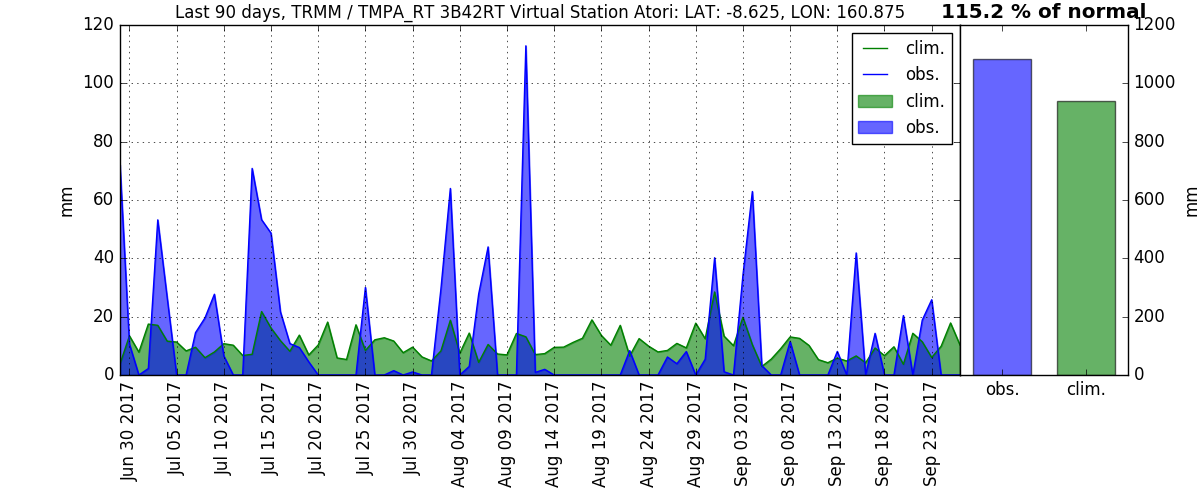 Last 90 days, TRMM / TMPA_RT 3B42RT Virtual Station Atori: LAT: -8.625, LON: 160.875
115.2 % of normal
120
100
80
60
40
20
0
mm
clim.
obs.
clim.
obs.
Jun 30 2017
Jul 05 2017
Jul 10 2017
Jul 15 2017
Jul 20 2017
Jul 25 2017
Jul 30 2017
Aug 04 2017
Aug 09 2017
Aug 14 2017
Aug 19 2017
Aug 24 2017
Aug 29 2017
Sep 03 2017
Sep 08 2017
Sep 13 2017
Sep 18 2017
Sep 23 2017
1200
1000
800
600
400
200
0
mm
obs.
clim.